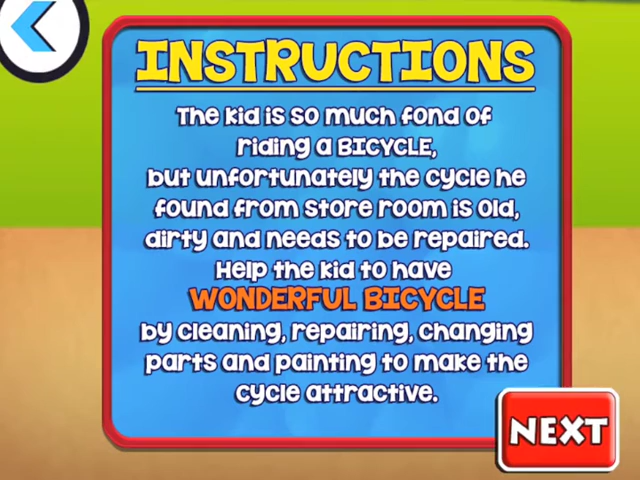 INSTRUCTIONS
The kid is so much fond of
riding a BICYCLE,
but unfortunately the cycle he
found from store room is old,
dirty and needs to be repaired.
Help the kid to have
WONDERFUL BICYCLE
by cleaning, repairing, changing
parts and painting to make the
cycle attractive.
NEXT